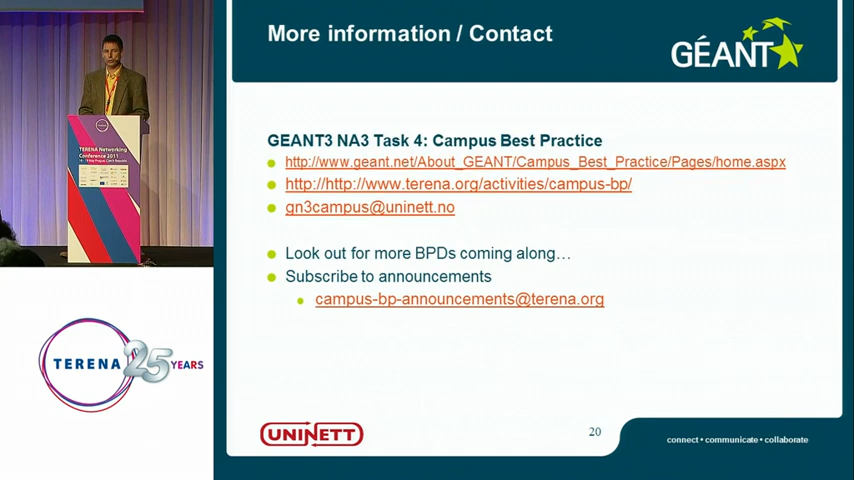 More information / Contact
GÉANT
TERENA Networking
Conference 2011
GEANT3 NA3 Task 4: Campus Best Practice
http://www.geant.net/About_GEANT/Campus_Best_Practice/Pages/home.aspx
http://http://www.terena.org/activities/campus-bp/
gn3campus@uninett.no
Look out for more BPDs coming along…
Subscribe to announcements
campus-bp-announcements@terena.org
TERENA 25 YEARS
UNINETT
20
connect • communicate • collaborate